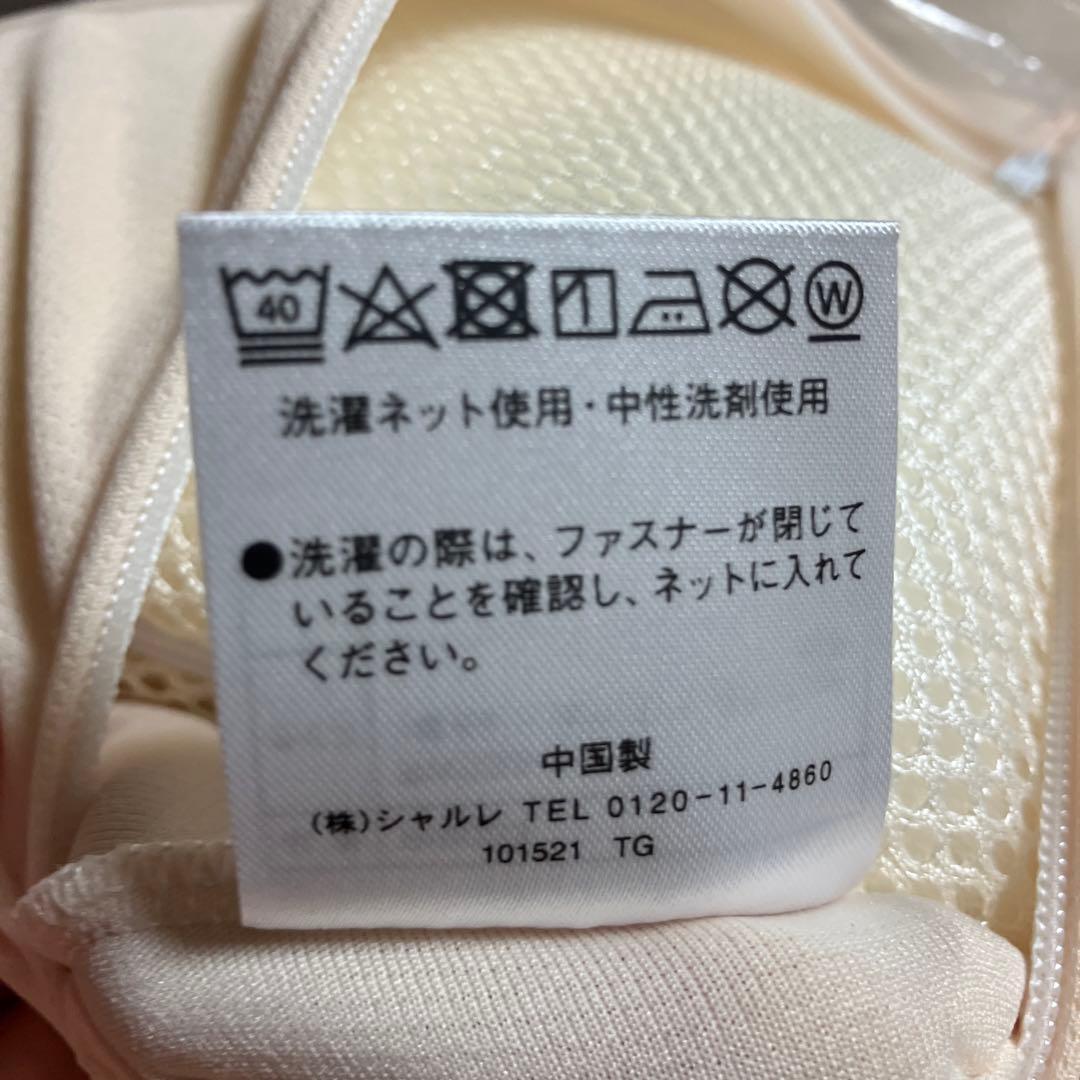 40 W
洗濯ネット使用・中性洗剤使用
●洗濯の際は、ファスナーが閉じて
いることを確認し、ネットに入れて
ください。
中国製
(株)シャルレ TEL 0120-11-4860
101521 TG